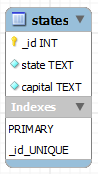 states
_id INT
state TEXT
capital TEXT
Indexes
PRIMARY
_id_UNIQUE